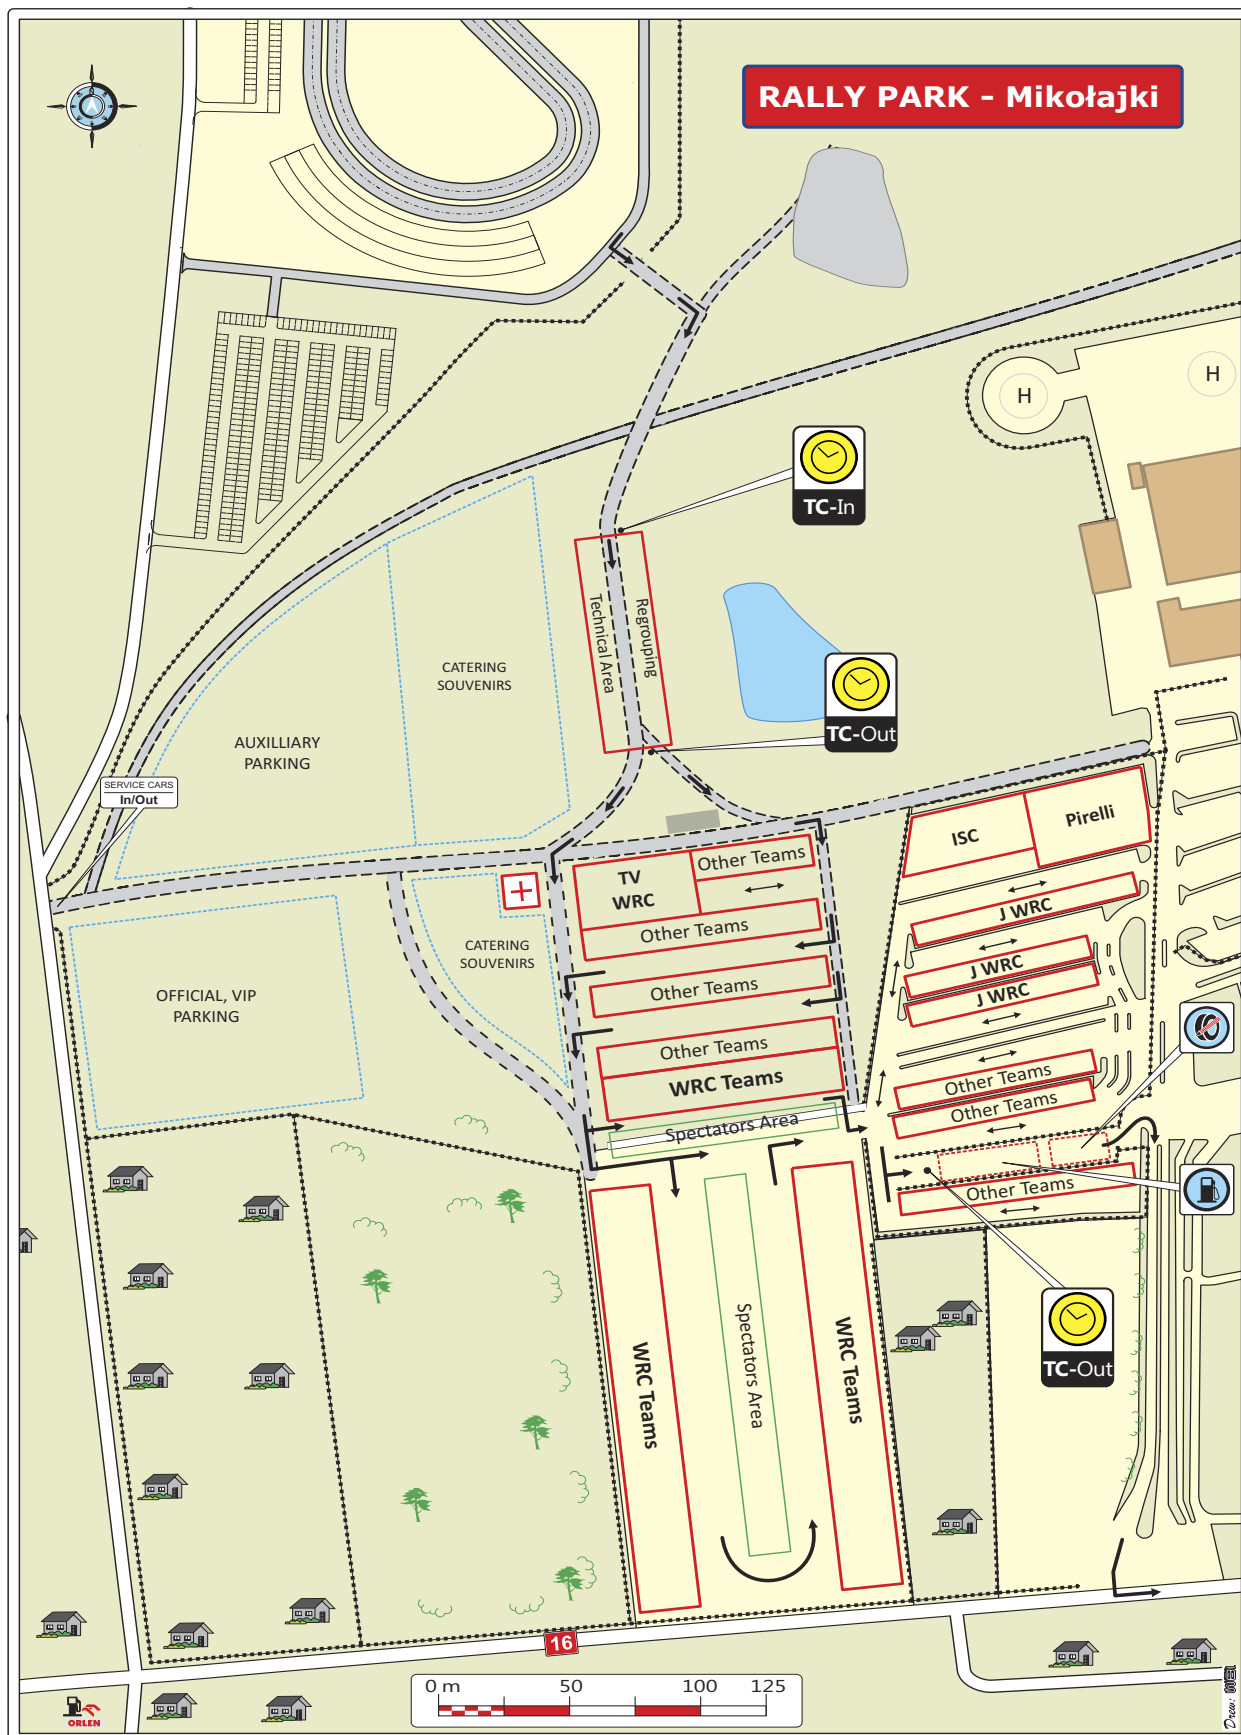 RALLY PARK - Mikołajki
H
H
TC-In
Technical Area
Regrouping
CATERING
SOUVENIRS
TC-Out
AUXILLIARY
PARKING
SERVICE CARS
In/Out
ISC
Pirelli
TV
WRC
Other Teams
J WRC
Other Teams
CATERING
SOUVENIRS
J WRC
J WRC
Other Teams
OFFICIAL, VIP
PARKING
Other Teams
WRC Teams
Other Teams
Other Teams
Spectators Area
Other Teams
WRC Teams
Spectators Area
WRC Teams
TC-Out
16
0 m 50 100 125
ORLEN